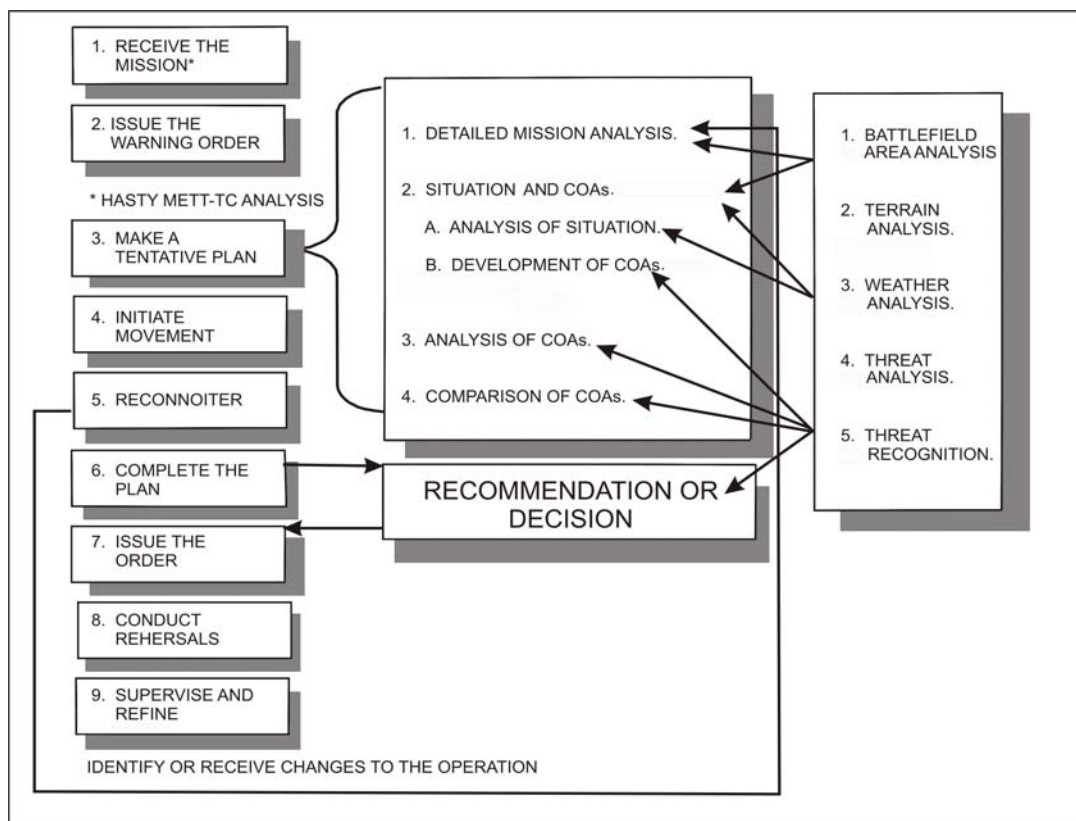 1. RECEIVE THE
MISSION*
2. ISSUE THE
WARNING ORDER
* HASTY METT-TC ANALYSIS
3. MAKE A
TENTATIVE PLAN
4. INITIATE
MOVEMENT
5. RECONNOITER
6. COMPLETE THE
PLAN
7. ISSUE THE
ORDER
8. CONDUCT
REHERSALS
9. SUPERVISE AND
REFINE
IDENTIFY OR RECEIVE CHANGES TO THE OPERATION
1. DETAILED MISSION ANALYSIS.
2. SITUATION AND COAs.
A. ANALYSIS OF SITUATION.
B. DEVELOPMENT OF COAs.
3. ANALYSIS OF COAs.
4. COMPARISON OF COAs.
RECOMMENDATION OR
DECISION
1. BATTLEFIELD
AREA ANALYSIS
2. TERRAIN
ANALYSIS.
3. WEATHER
ANALYSIS.
4. THREAT
ANALYSIS.
5. THREAT
RECOGNITION.